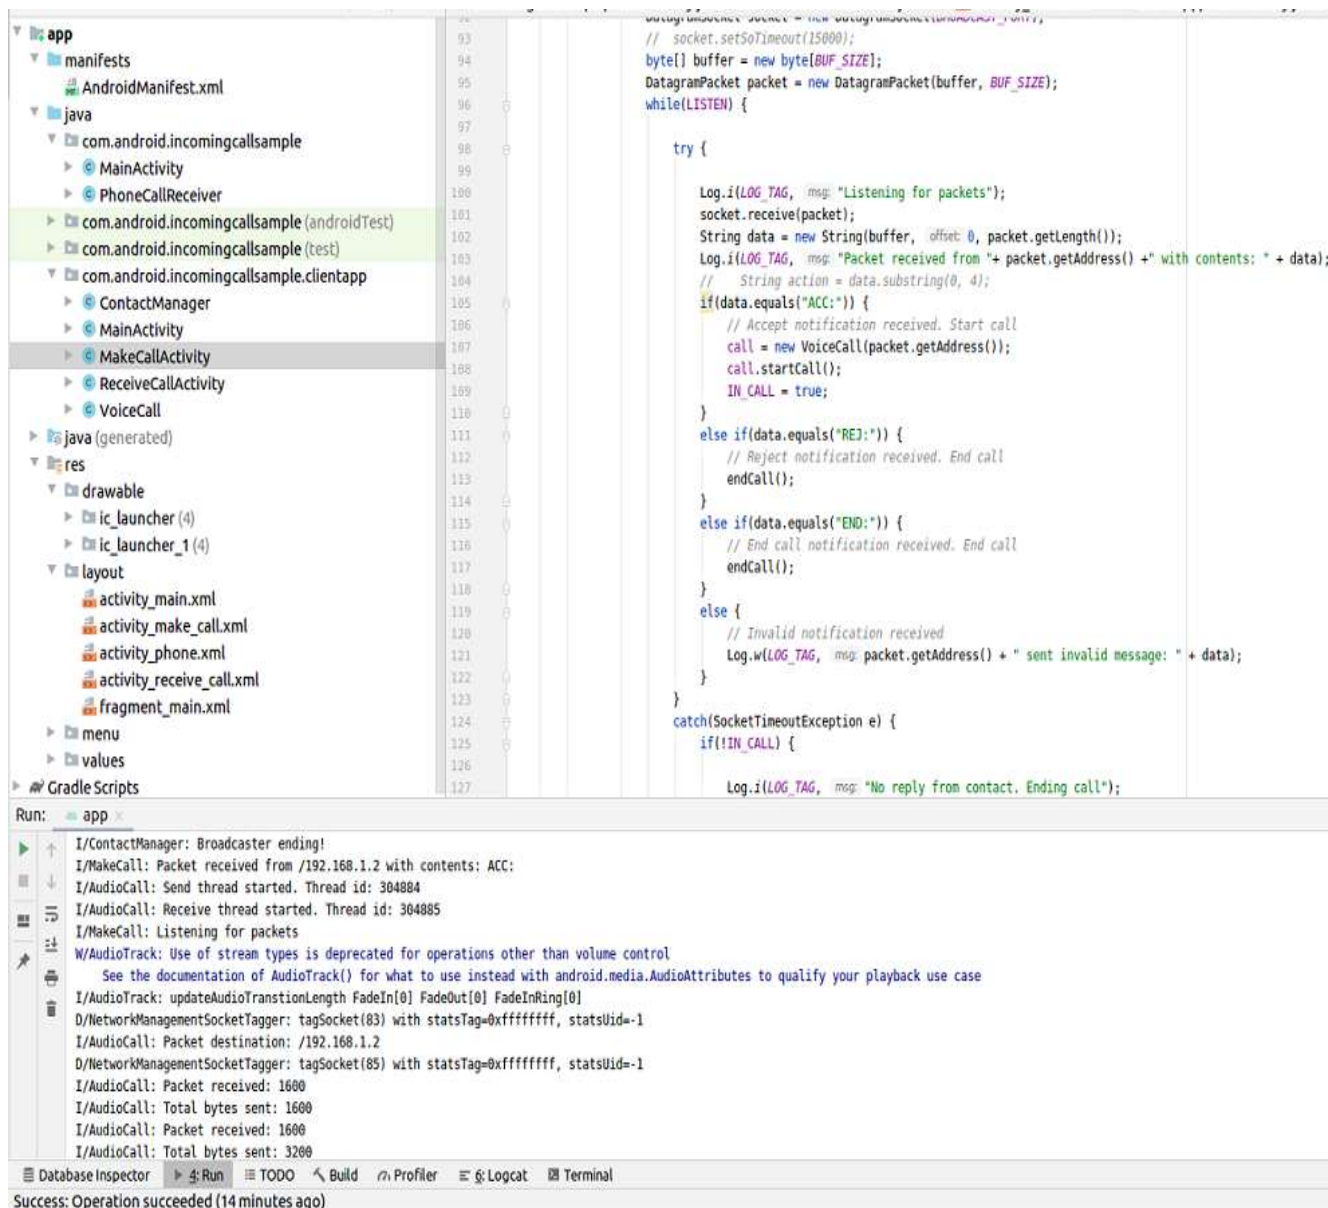 app
manifests
AndroidManifest.xml
java
com.android.incomingcallsample
MainActivity
PhoneCallReceiver
com.android.incomingcallsample (androidTest)
com.android.incomingcallsample (test)
com.android.incomingcallsample.clientapp
ContactManager
MainActivity
MakeCallActivity
ReceiveCallActivity
VoiceCall
java (generated)
res
drawable
ic_launcher (4)
ic_launcher_1 (4)
layout
activity_main.xml
activity_make_call.xml
activity_phone.xml
activity_receive_call.xml
fragment_main.xml
menu
values
Gradle Scripts
93 // socket.setSoTimeout(15000);
94 byte[] buffer = new byte[BUF_SIZE];
95 DatagramPacket packet = new DatagramPacket(buffer, BUF_SIZE);
96 while(LISTEN) {
97
98 try {
99
100 Log.i(LOG_TAG, msg: "Listening for packets");
101 socket.receive(packet);
102 String data = new String(buffer, offset: 0, packet.getLength());
103 Log.i(LOG_TAG, msg: "Packet received from "+ packet.getAddress() +" with contents: " + data);
104 // String action = data.substring(0, 4);
105 if(data.equals("ACC:")) {
106 // Accept notification received. Start call
107 call = new VoiceCall(packet.getAddress());
108 call.startCall();
109 IN_CALL = true;
110 }
111 else if(data.equals("REJ:")) {
112 // Reject notification received. End call
113 endCall();
114 }
115 else if(data.equals("END:")) {
116 // End call notification received. End call
117 endCall();
118 }
119 else {
120 // Invalid notification received
121 Log.w(LOG_TAG, msg: packet.getAddress() + " sent invalid message: " + data);
122 }
123 }
124 catch(SocketTimeoutException e) {
125 if(!IN_CALL) {
126
127 Log.i(LOG_TAG, msg: "No reply from contact. Ending call");
Run: app ×
I/ContactManager: Broadcaster ending!
I/MakeCall: Packet received from /192.168.1.2 with contents: ACC:
I/AudioCall: Send thread started. Thread id: 304884
I/AudioCall: Receive thread started. Thread id: 304885
I/MakeCall: Listening for packets
W/AudioTrack: Use of stream types is deprecated for operations other than volume control
See the documentation of AudioTrack() for what to use instead with android.media.AudioAttributes to qualify your playback use case
I/AudioTrack: updateAudioTranstionLength FadeIn[0] FadeOut[0] FadeInRing[0]
D/NetworkManagementSocketTagger: tagSocket(83) with statsTag=0xffffffff, statsUid=-1
I/AudioCall: Packet destination: /192.168.1.2
D/NetworkManagementSocketTagger: tagSocket(85) with statsTag=0xffffffff, statsUid=-1
I/AudioCall: Packet received: 1600
I/AudioCall: Total bytes sent: 1600
I/AudioCall: Packet received: 1600
I/AudioCall: Total bytes sent: 3200
Database Inspector 4: Run TODO Build Profiler 6: Logcat Terminal
Success: Operation succeeded (14 minutes ago)